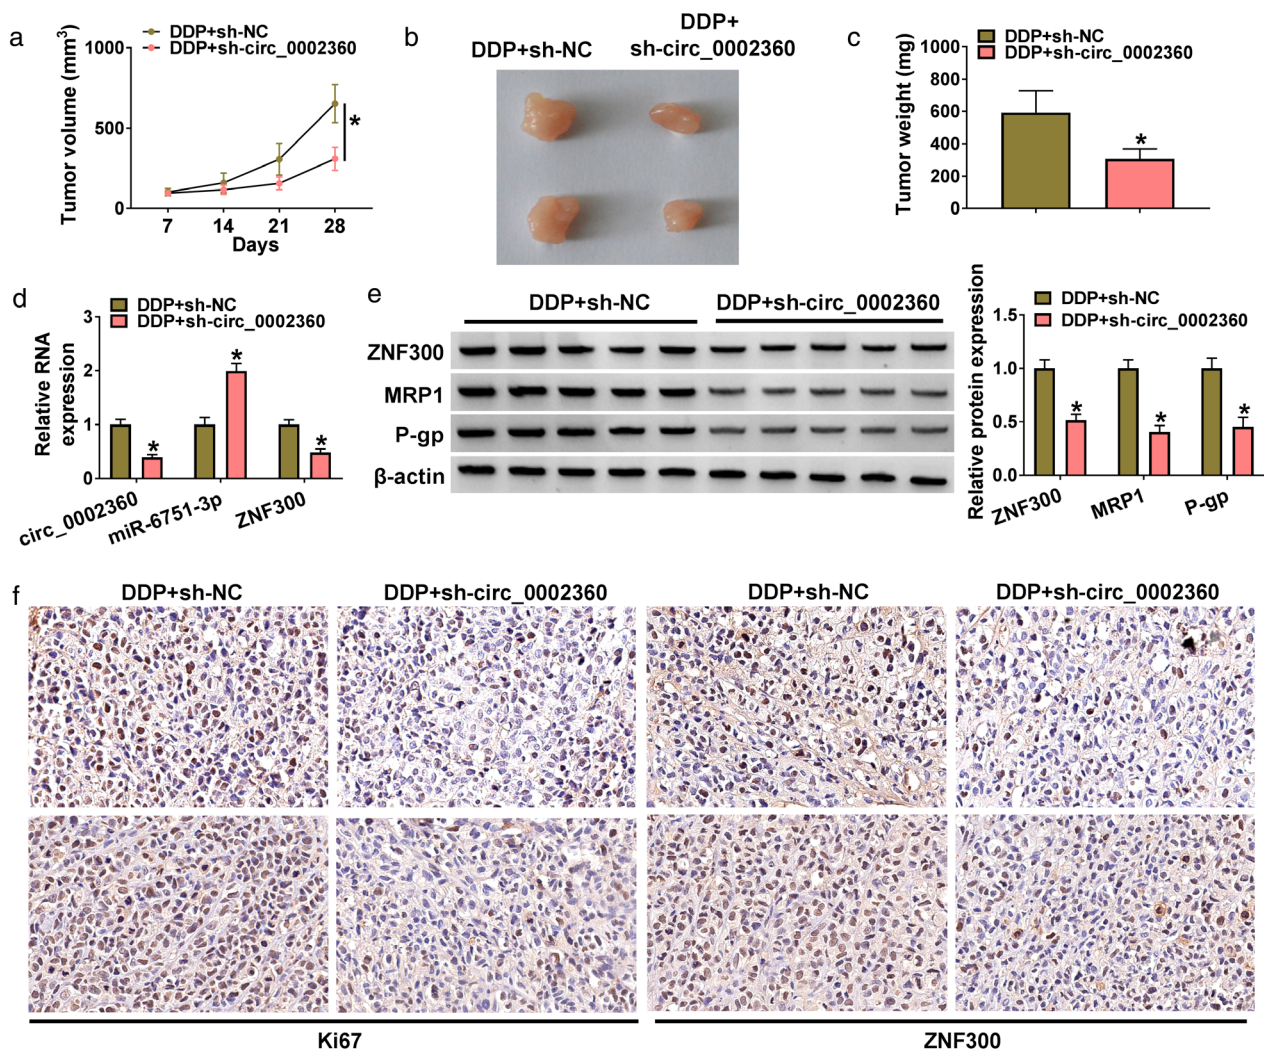 a
DDP+sh-NC
DDP+sh-circ_0002360
Tumor volume (mm³)
1000
500
0
*
7 14 21 28
Days
b
DDP+sh-NC
DDP+
sh-circ_0002360
c
DDP+sh-NC
DDP+sh-circ_0002360
Tumor weight (mg)
1000
800
600
400
200
0
*
d
DDP+sh-NC
DDP+sh-circ_0002360
Relative RNA
expression
3
2
1
0
* * *
circ_0002360 miR-6751-3p ZNF300
e
DDP+sh-NC DDP+sh-circ_0002360
ZNF300
MRP1
P-gp
β-actin
DDP+sh-NC
DDP+sh-circ_0002360
Relative protein expression
1.5
1.0
0.5
0.0
* * *
ZNF300 MRP1 P-gp
f
DDP+sh-NC DDP+sh-circ_0002360 DDP+sh-NC DDP+sh-circ_0002360
Ki67 ZNF300